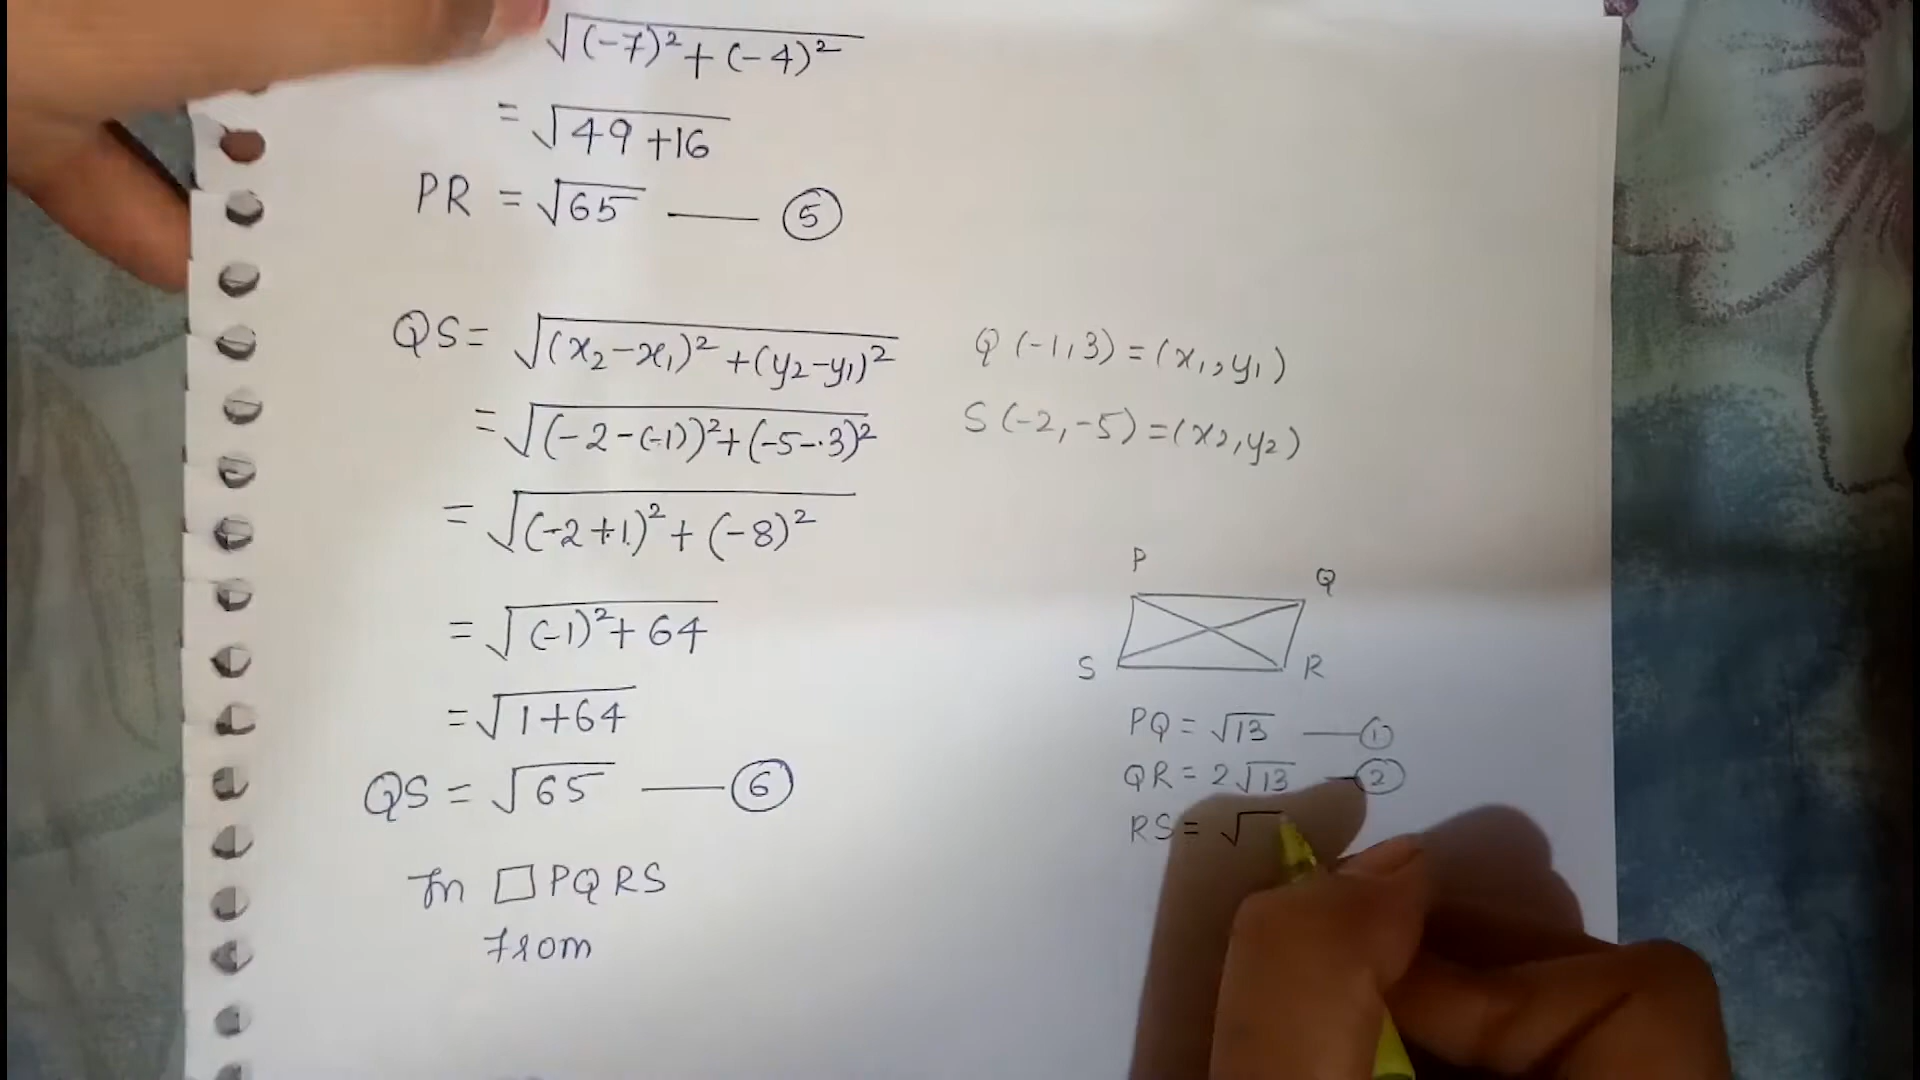 √(-7)²+(-4)²
= √49+16
PR = √65 —— ⑤
QS = √(x₂-x₁)²+(y₂-y₁)²
Q (-1,3) = (x₁, y₁)
= √(-2-(-1))²+(-5-3)²
S (-2,-5) = (x₂, y₂)
= √(-2+1)²+(-8)²
= √(-1)²+64
= √1+64
QS = √65 —— ⑥
In □PQRS
From
P
Q
S
R
PQ = √13 —— ①
QR = 2√13 —— ②
RS = √